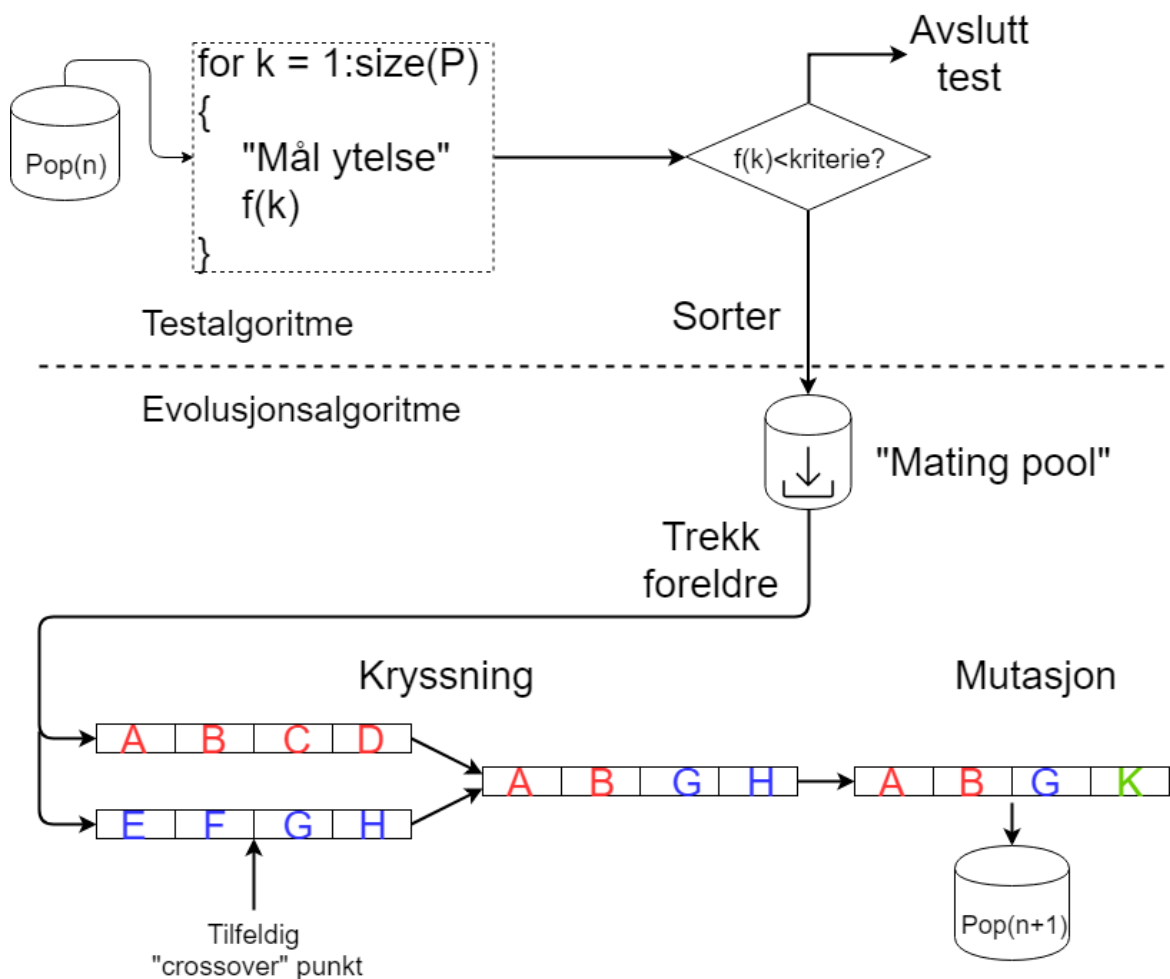 Avslutt
test
for k = 1:size(P)
{
"Mål ytelse"
f(k)
}
Pop(n)
f(k)<kriterie?
Testalgoritme
Sorter
Evolusjonsalgoritme
"Mating pool"
Trekk
foreldre
Kryssning
Mutasjon
A B C D
E F G H
A B G H
A B G K
Tilfeldig
"crossover" punkt
Pop(n+1)